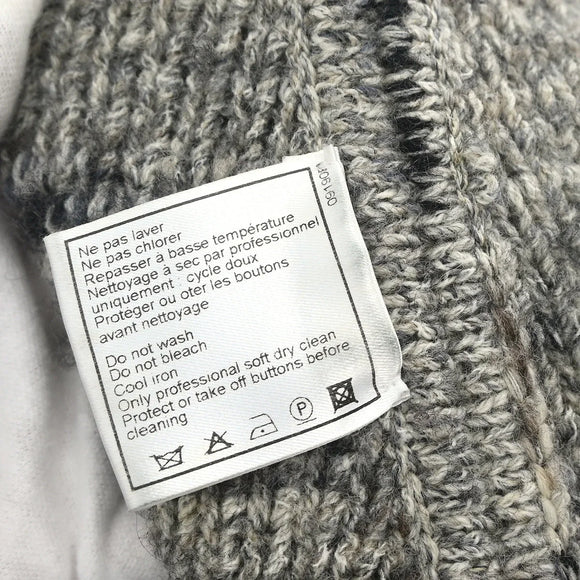 Ne pas laver
Ne pas chlorer
Repasser à basse température
Nettoyage à sec par professionnel
uniquement : cycle doux
Protéger ou oter les boutons
avant nettoyage
Do not wash
Do not bleach
Cool iron
Only professional soft dry clean
Protect or take off buttons before
cleaning
P